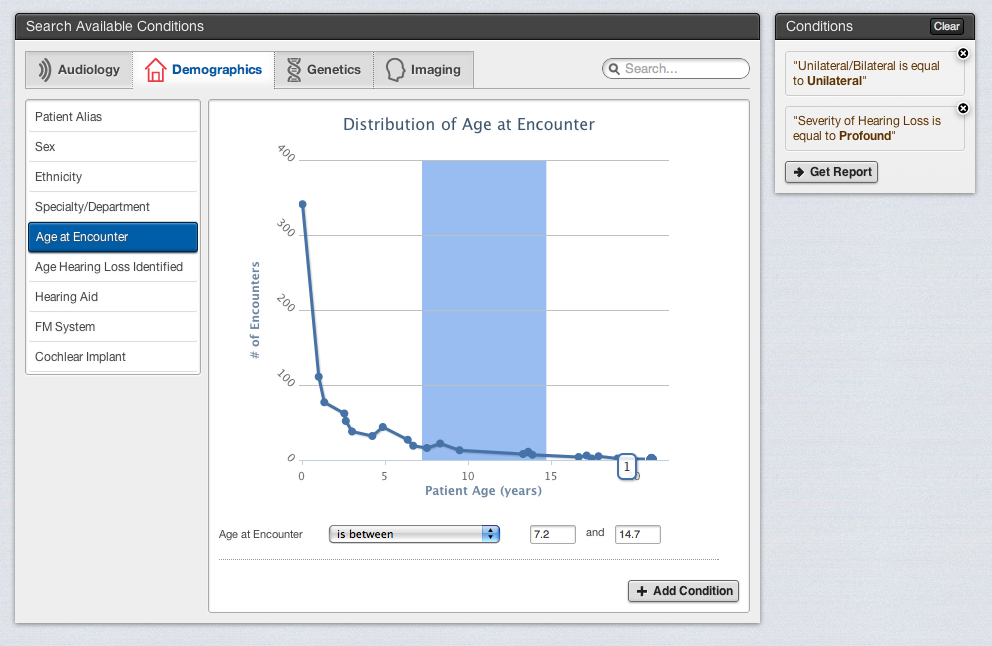 Search Available Conditions
Audiology
Demographics
Genetics
Imaging
Search...
Patient Alias
Sex
Ethnicity
Specialty/Department
Age at Encounter
Age Hearing Loss Identified
Hearing Aid
FM System
Cochlear Implant
Distribution of Age at Encounter
# of Encounters
400
300
200
100
0
0 5 10 15 0
1
Patient Age (years)
Age at Encounter is between 7.2 and 14.7
Add Condition
Conditions Clear
"Unilateral/Bilateral is equal
to Unilateral"
"Severity of Hearing Loss is
equal to Profound"
Get Report